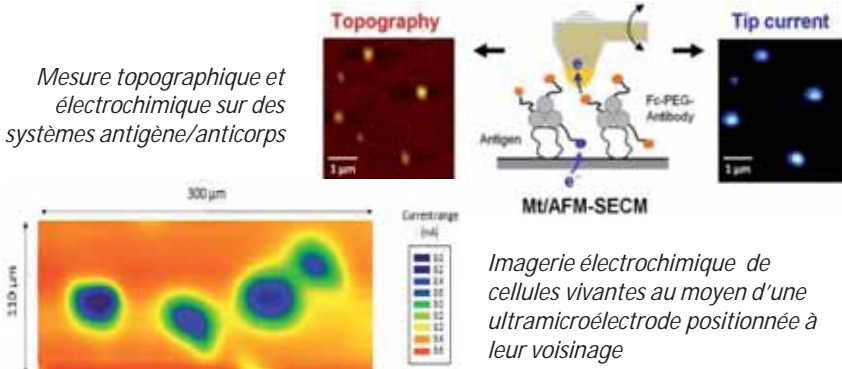 Topography
Tip current
Mesure topographique et
électrochimique sur des
systèmes antigène/anticorps
e-
Fc-PEG-
Antibody
Antigen
e-
1 µm
1 µm
Mt/AFM-SECM
300 µm
110 µm
Current range
(nA)
Imagerie électrochimique de
cellules vivantes au moyen d'une
ultramicroélectrode positionnée à
leur voisinage